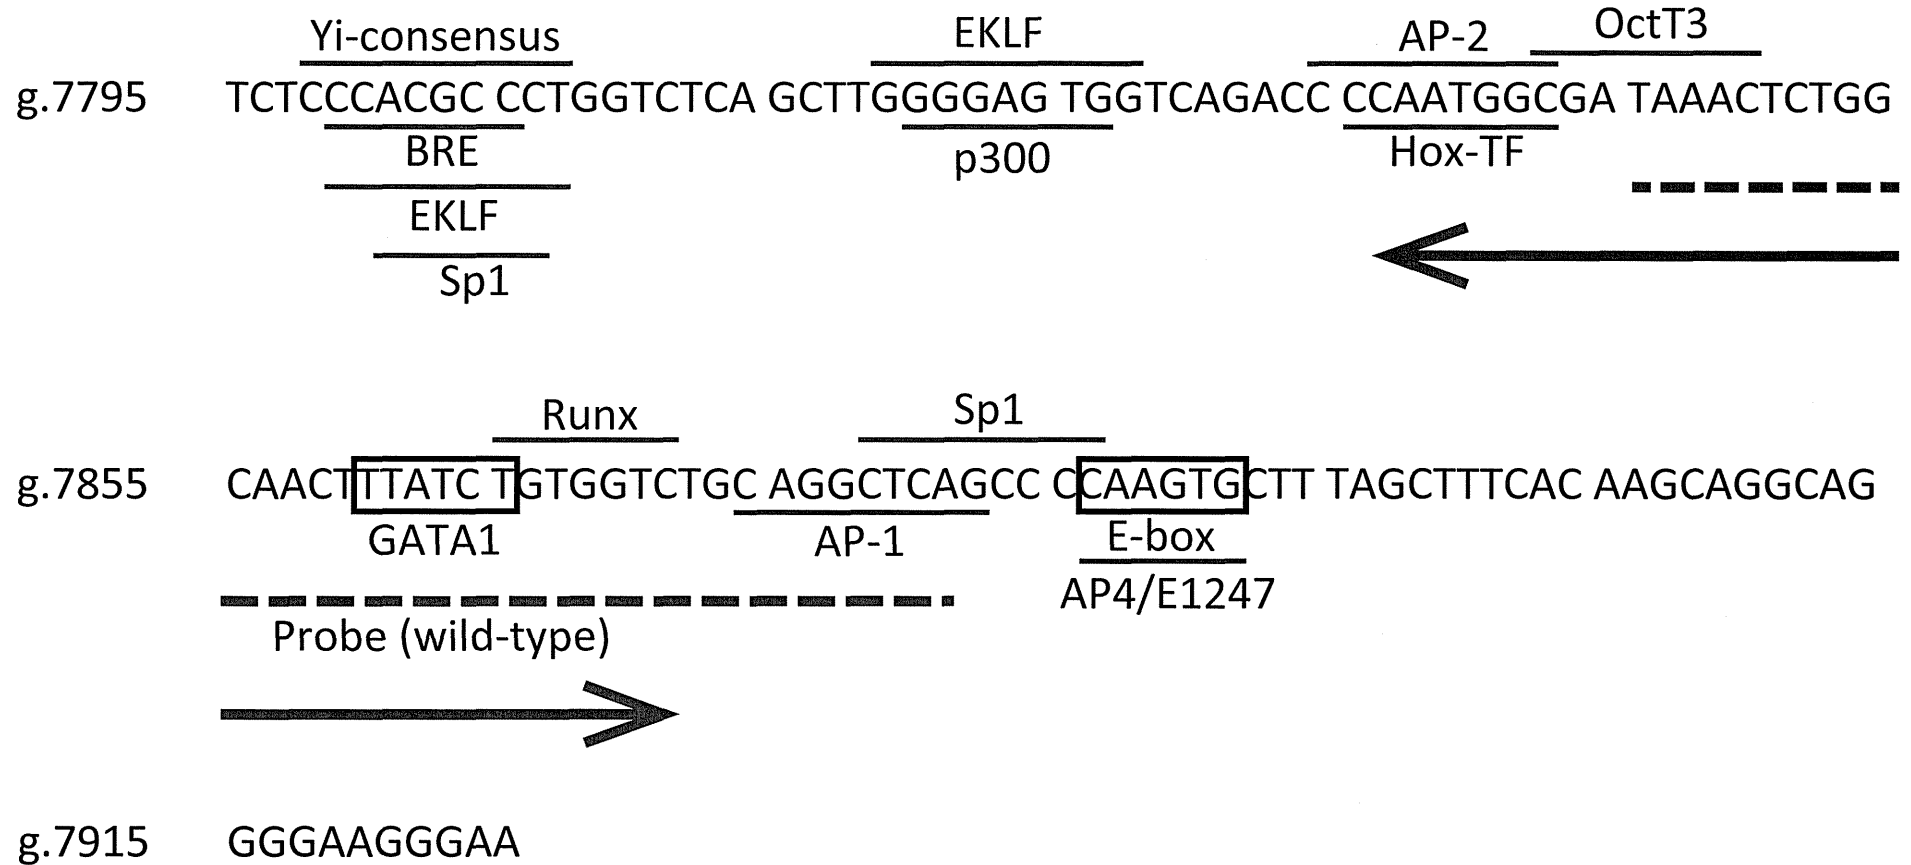 Yi-consensus EKLF AP-2 OctT3
g.7795 TCTCCCACGC CCTGGTCTCA GCTTGGGGAG TGGTCAGACC CCAATGGCGA TAAACTCTGG
BRE p300 Hox-TF
EKLF
Sp1
Runx Sp1
g.7855 CAACTTTATC TGTGGTCTGC AGGCTCAGCC CCAAGTGCTT TAGCTTTCAC AAGCAGGCAG
GATA1 AP-1 E-box
AP4/E1247
Probe (wild-type)
g.7915 GGGAAGGGAA